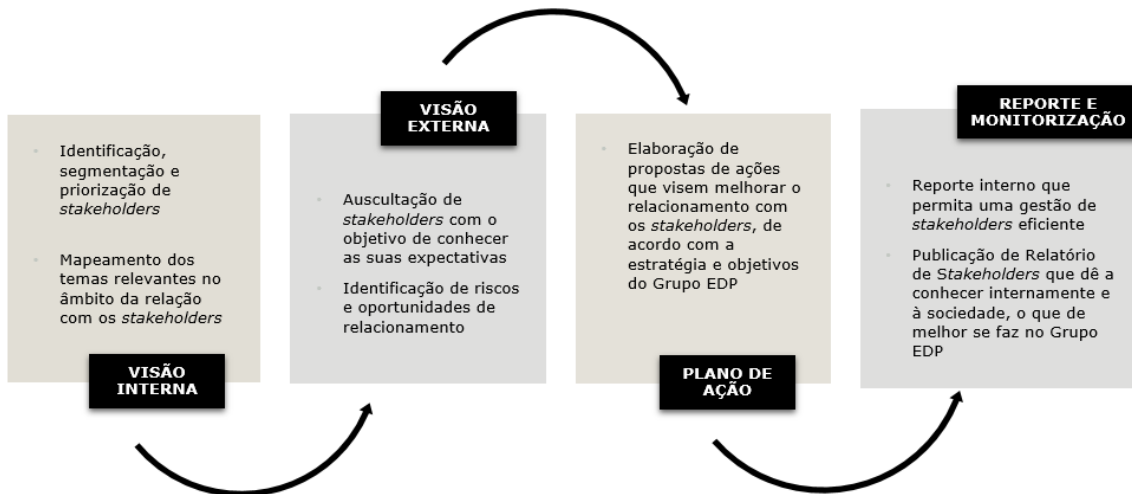 Identificação,
segmentação e
priorização de
stakeholders
Mapeamento dos
temas relevantes no
âmbito da relação
com os stakeholders
VISÃO
INTERNA
VISÃO
EXTERNA
Auscultação de
stakeholders com o
objetivo de conhecer
as suas expectativas
Identificação de riscos
e oportunidades de
relacionamento
Elaboração de
propostas de ações
que visem melhorar o
relacionamento com
os stakeholders, de
acordo com a
estratégia e objetivos
do Grupo EDP
PLANO DE
AÇÃO
REPORTE E
MONITORIZAÇÃO
Reporte interno que
permita uma gestão de
stakeholders eficiente
Publicação de Relatório
de Stakeholders que dê a
conhecer internamente e
à sociedade, o que de
melhor se faz no Grupo
EDP